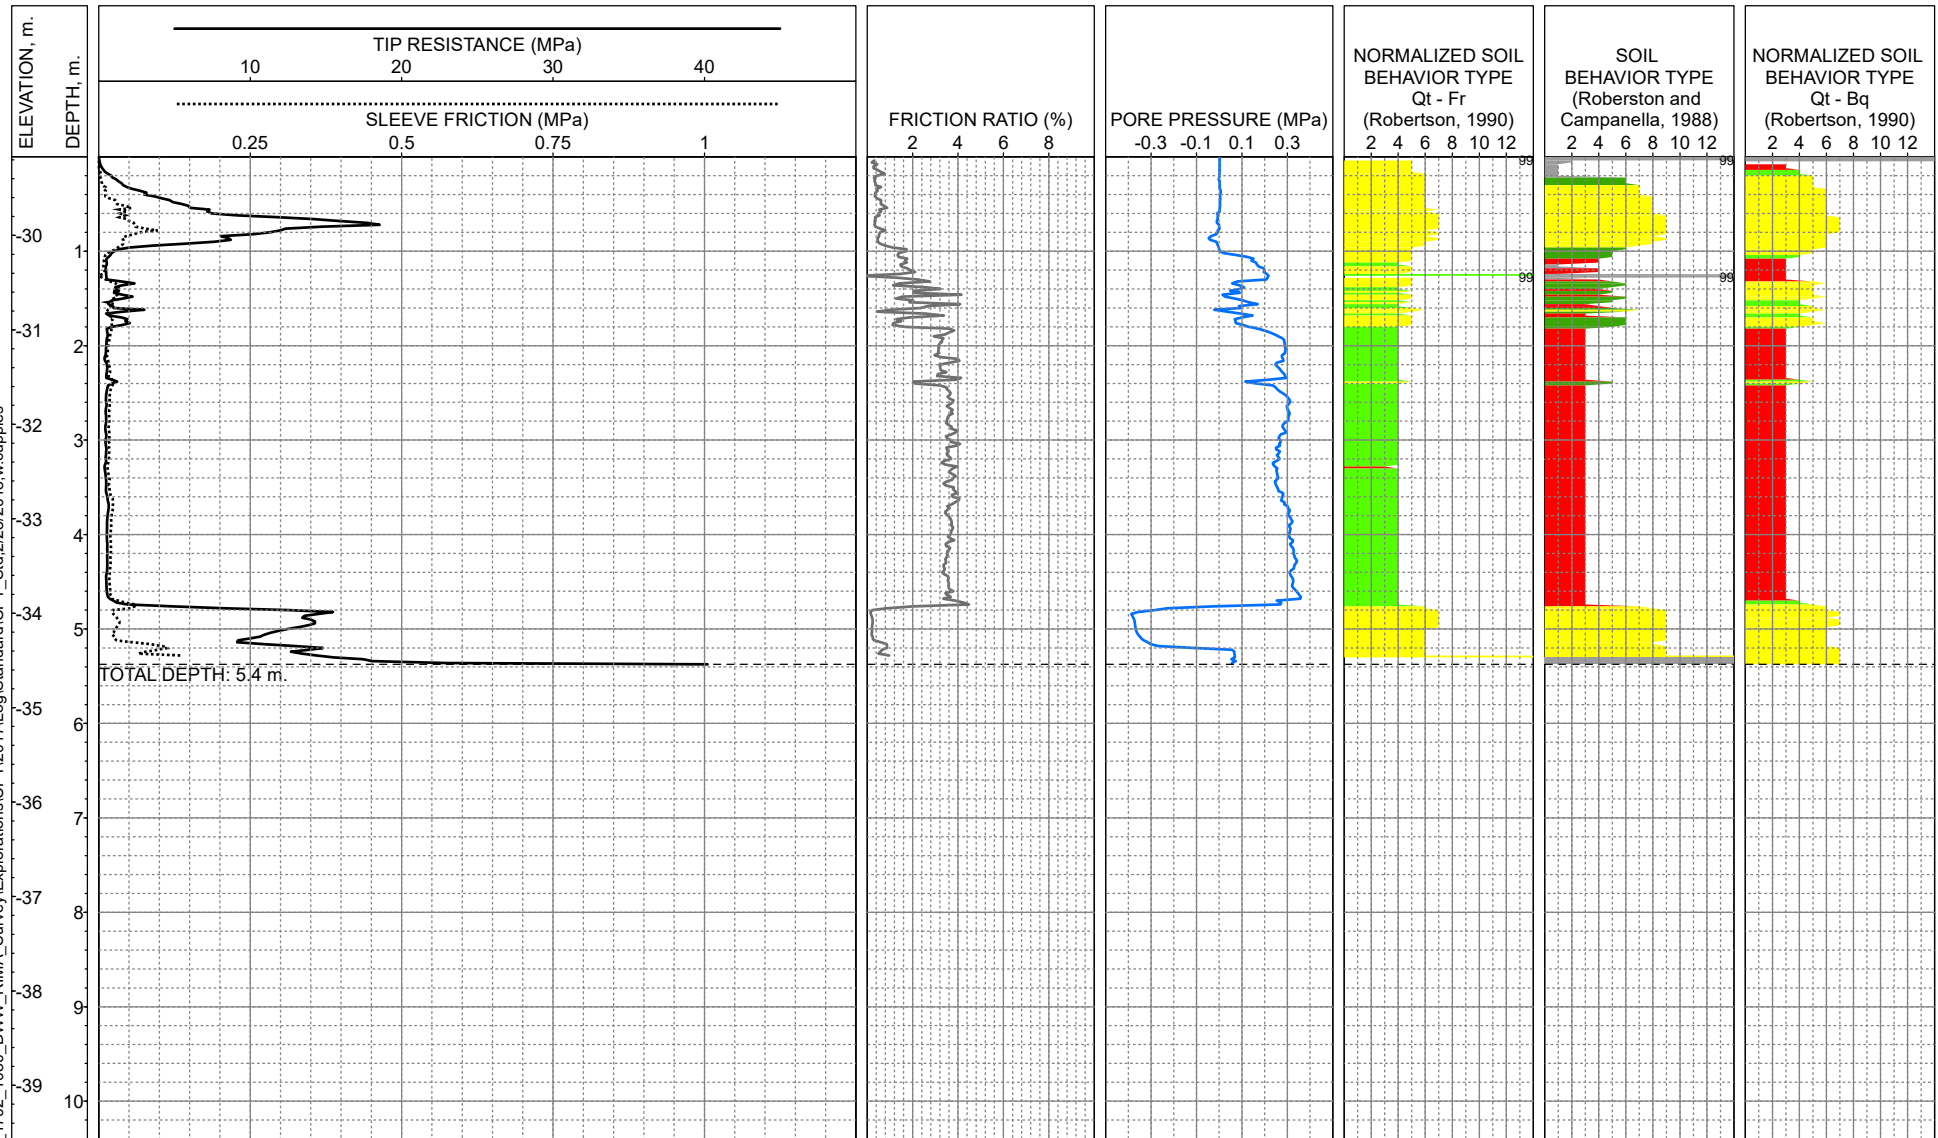 ELEVATION, m.
DEPTH, m.
TIP RESISTANCE (MPa)
10 20 30 40
SLEEVE FRICTION (MPa)
0.25 0.5 0.75 1
FRICTION RATIO (%)
2 4 6 8
PORE PRESSURE (MPa)
-0.3 -0.1 0.1 0.3
NORMALIZED SOIL
BEHAVIOR TYPE
Qt - Fr
(Robertson, 1990)
2 4 6 8 10 12
SOIL
BEHAVIOR TYPE
(Roberston and
Campanella, 1988)
2 4 6 8 10 12
NORMALIZED SOIL
BEHAVIOR TYPE
Qt - Bq
(Robertson, 1990)
2 4 6 8 10 12
99
99
99
99
-30
1
-31
2
-32
3
-33
4
-34
5
TOTAL DEPTH: 5.4 m.
-35
6
-36
7
-37
8
-38
9
-39
10